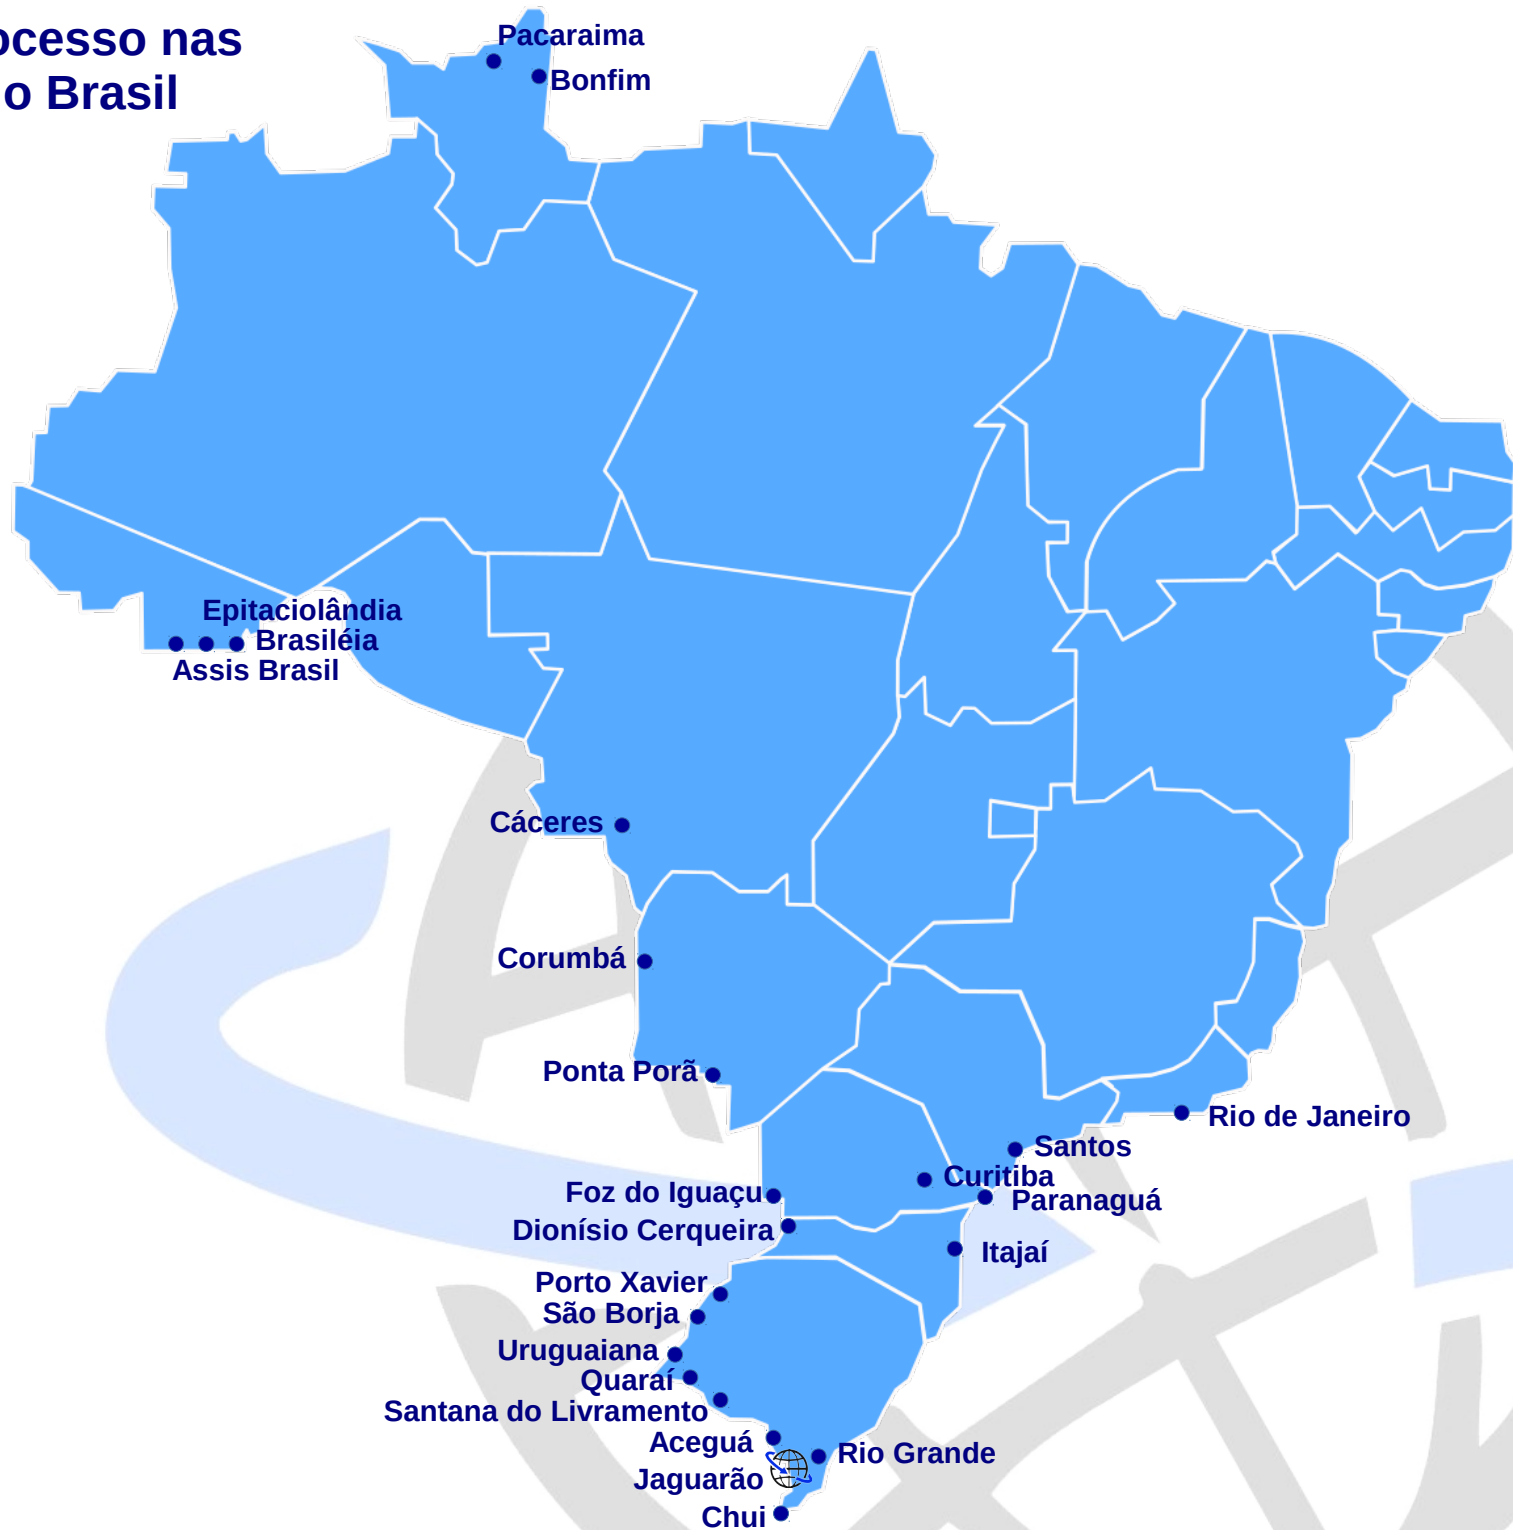 ocesso nas
o Brasil
Pacaraima
Bonfim
Epitaciolândia
Brasiléia
Assis Brasil
Cáceres
Corumbá
Ponta Porã
Rio de Janeiro
Santos
Curitiba
Paranaguá
Foz do Iguaçu
Dionísio Cerqueira
Itajaí
Porto Xavier
São Borja
Uruguaiana
Quaraí
Santana do Livramento
Aceguá
Rio Grande
Jaguarão
Chui